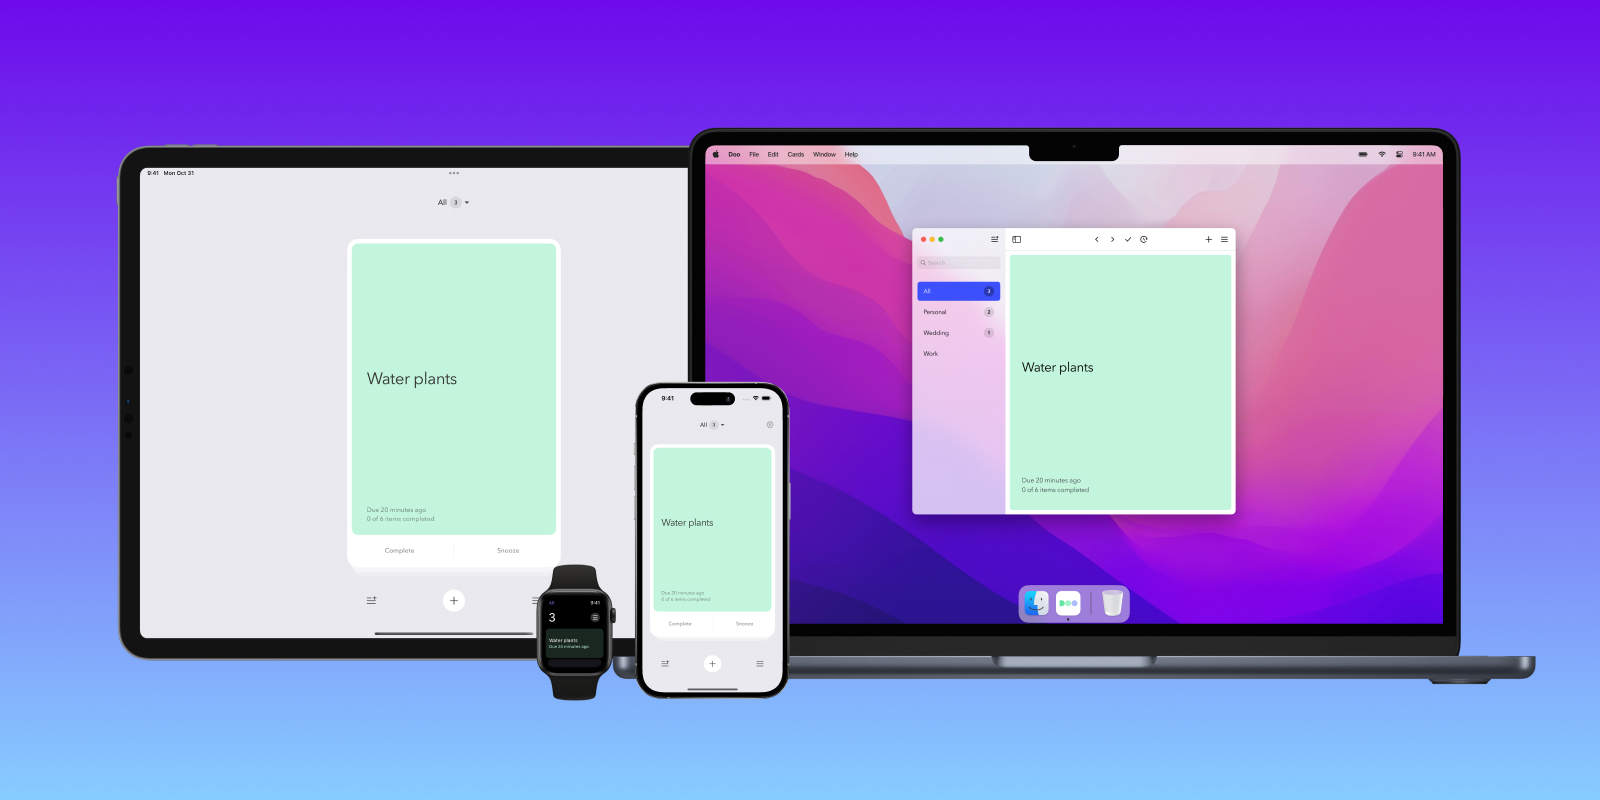 9:41 Mon Oct 31
All 3
Water plants
Due 20 minutes ago
0 of 6 items completed
Complete
Snooze
All
9:41
3
Water plants
Due 20 minutes ago
9:41
All 3
Water plants
Due 20 minutes ago
0 of 6 items completed
Complete
Snooze
Doo File Edit Cards Window Help
9:41 AM
Search
All 3
Personal 2
Wedding 1
Work
Water plants
Due 20 minutes ago
0 of 6 items completed